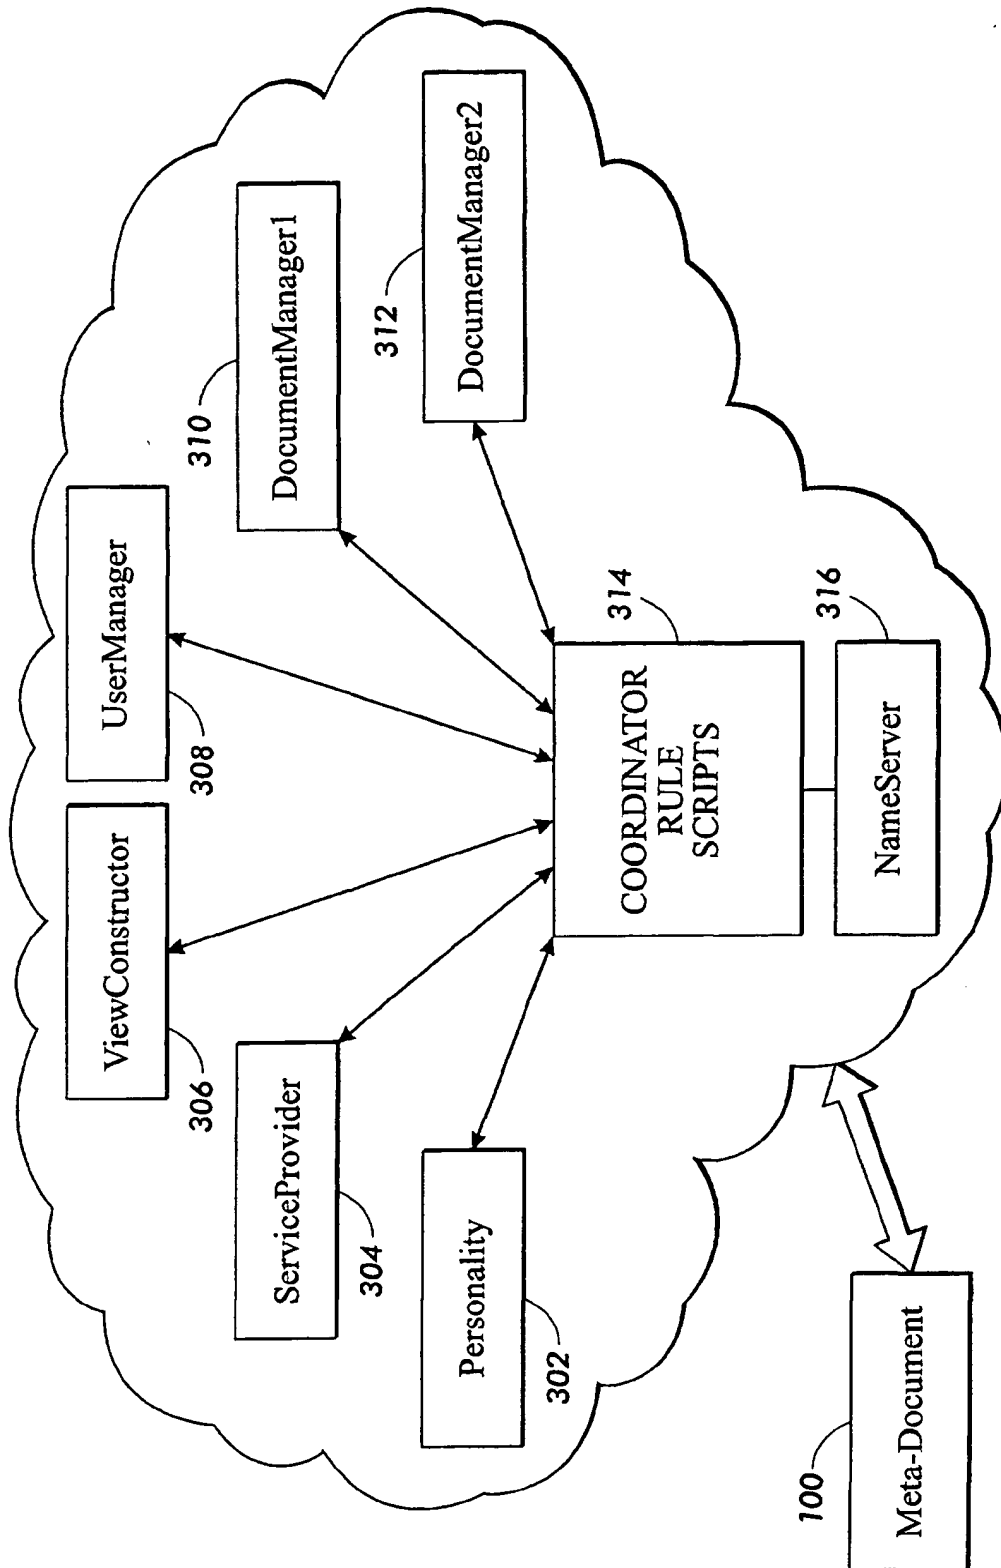 ViewConstructor
306
UserManager
308
ServiceProvider
304
310
DocumentManager1
Personality
302
312
DocumentManager2
COORDINATOR
RULE
SCRIPTS
314
NameServer
316
100
Meta-Document